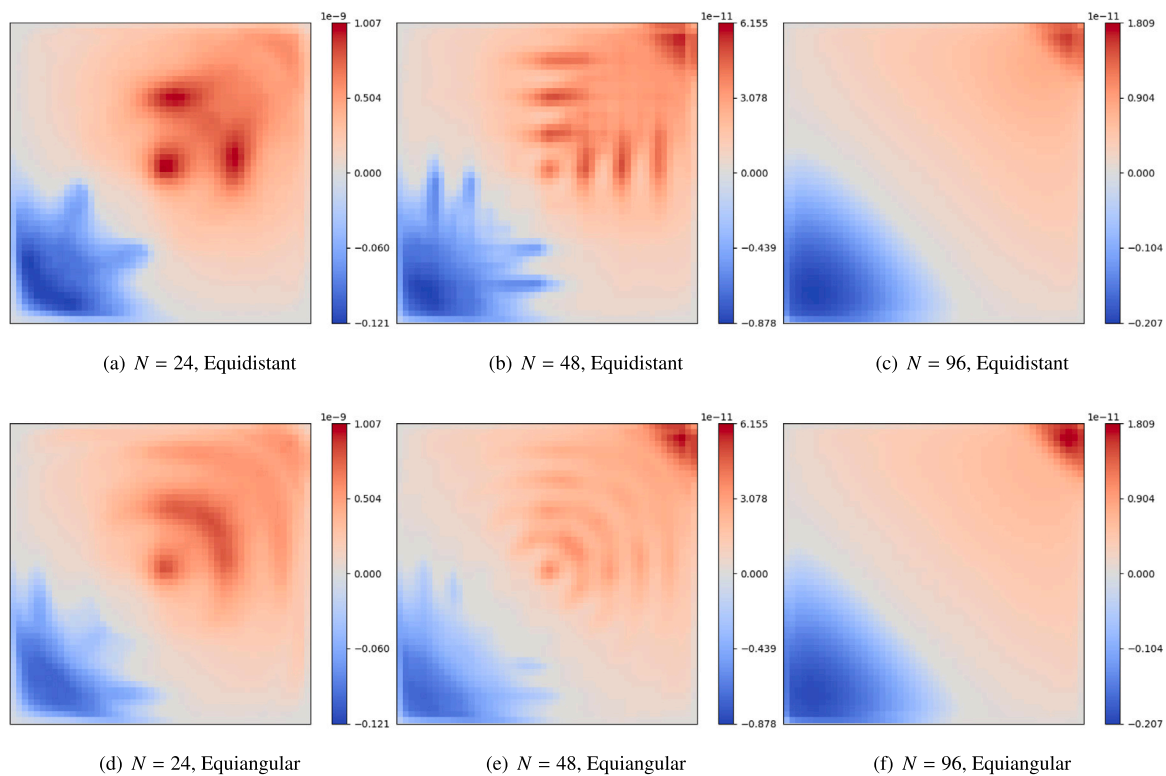 1e−9
1.007
0.504
0.000
−0.060
−0.121
1e−11
6.155
3.078
0.000
−0.439
−0.878
1e−11
1.809
0.904
0.000
−0.104
−0.207
(a) N = 24, Equidistant
(b) N = 48, Equidistant
(c) N = 96, Equidistant
1e−9
1.007
0.504
0.000
−0.060
−0.121
1e−11
6.155
3.078
0.000
−0.439
−0.878
1e−11
1.809
0.904
0.000
−0.104
−0.207
(d) N = 24, Equiangular
(e) N = 48, Equiangular
(f) N = 96, Equiangular